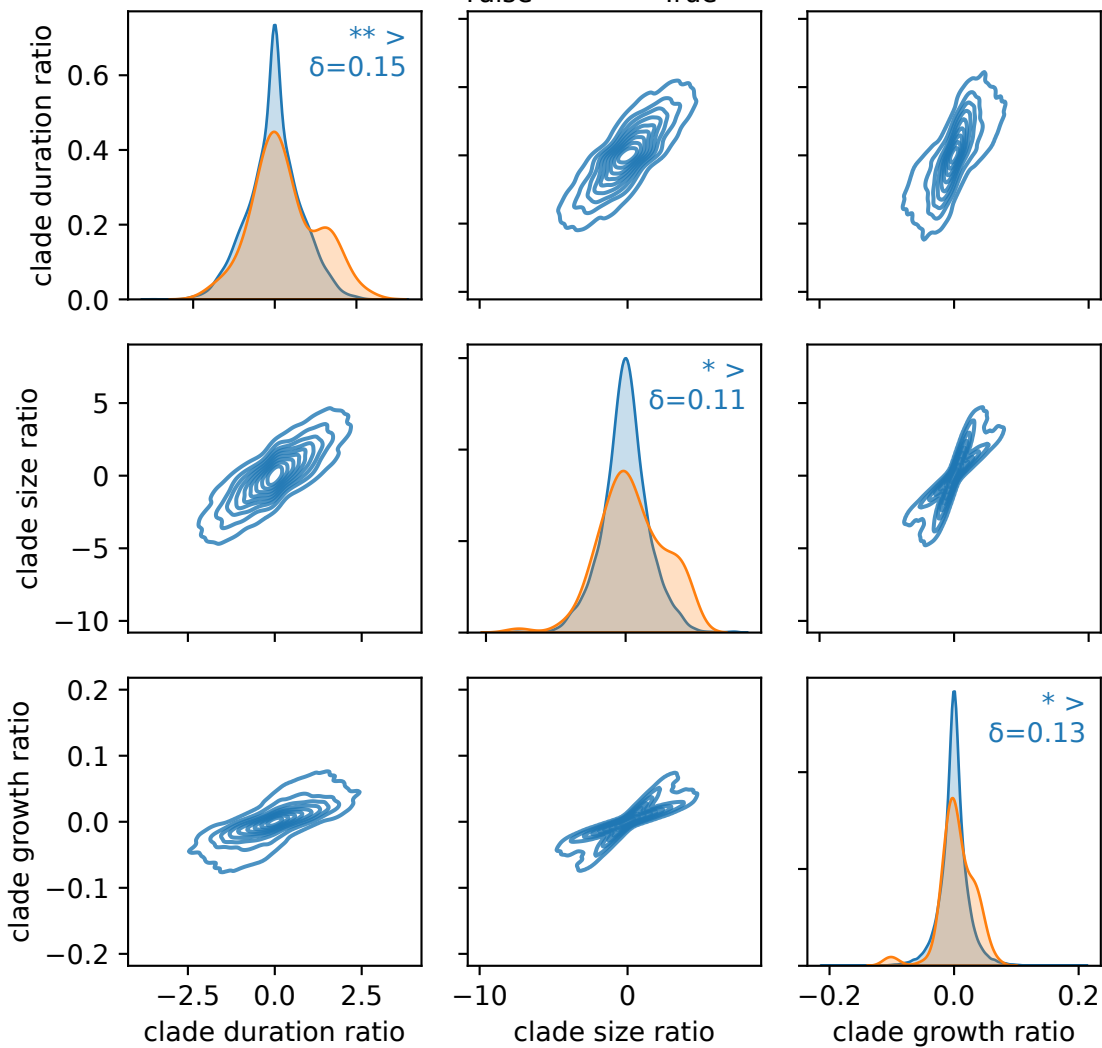 True
clade duration ratio
0.6
0.4
0.2
0.0
** >
δ=0.15
clade size ratio
5
0
−5
−10
* >
δ=0.11
clade growth ratio
0.2
0.1
0.0
−0.1
−0.2
* >
δ=0.13
−2.5 0.0 2.5
−10 0
−0.2 0.0 0.2
clade duration ratio
clade size ratio
clade growth ratio